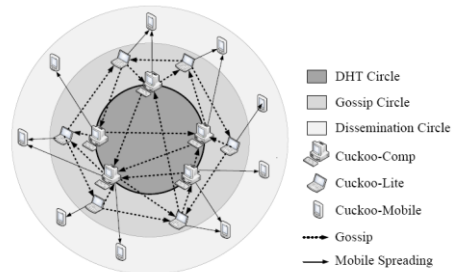 DHT Circle
Gossip Circle
Dissemination Circle
Cuckoo-Comp
Cuckoo-Lite
Cuckoo-Mobile
Gossip
Mobile Spreading